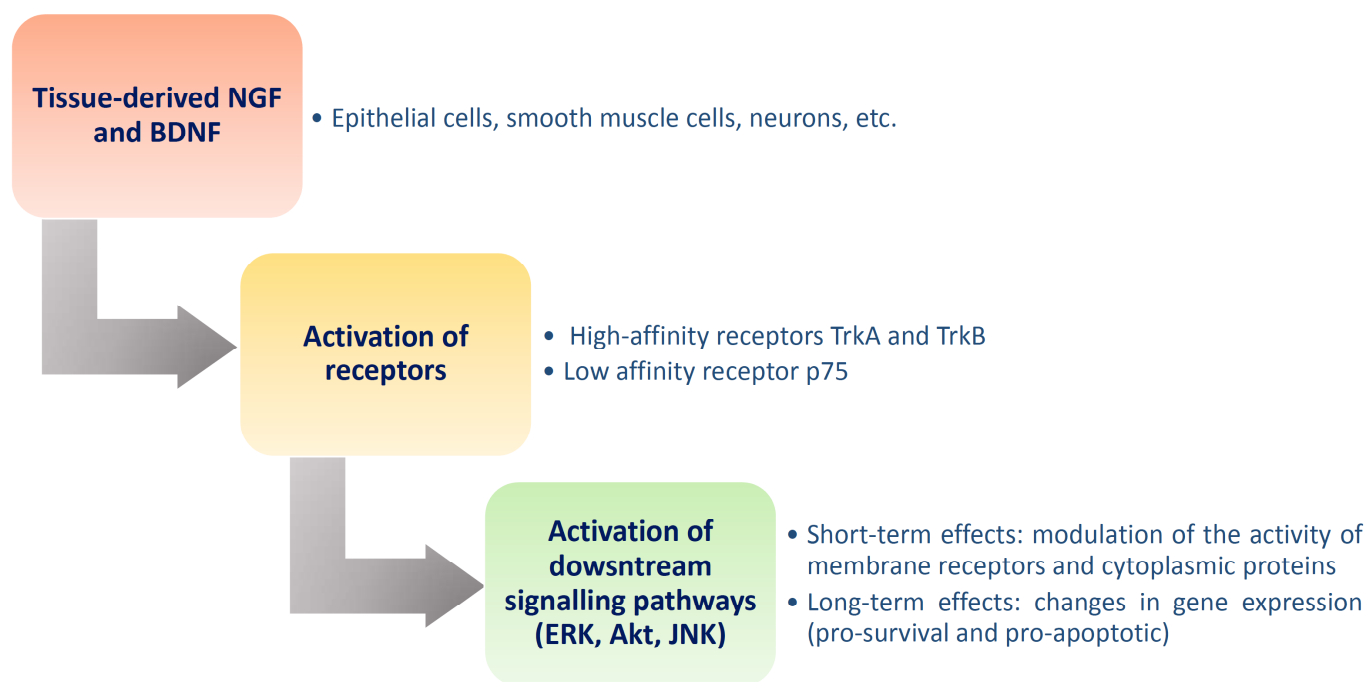 Tissue-derived NGF
and BDNF
• Epithelial cells, smooth muscle cells, neurons, etc.
Activation of
receptors
• High-affinity receptors TrkA and TrkB
• Low affinity receptor p75
Activation of
dowsntream
signalling pathways
(ERK, Akt, JNK)
• Short-term effects: modulation of the activity of
membrane receptors and cytoplasmic proteins
• Long-term effects: changes in gene expression
(pro-survival and pro-apoptotic)